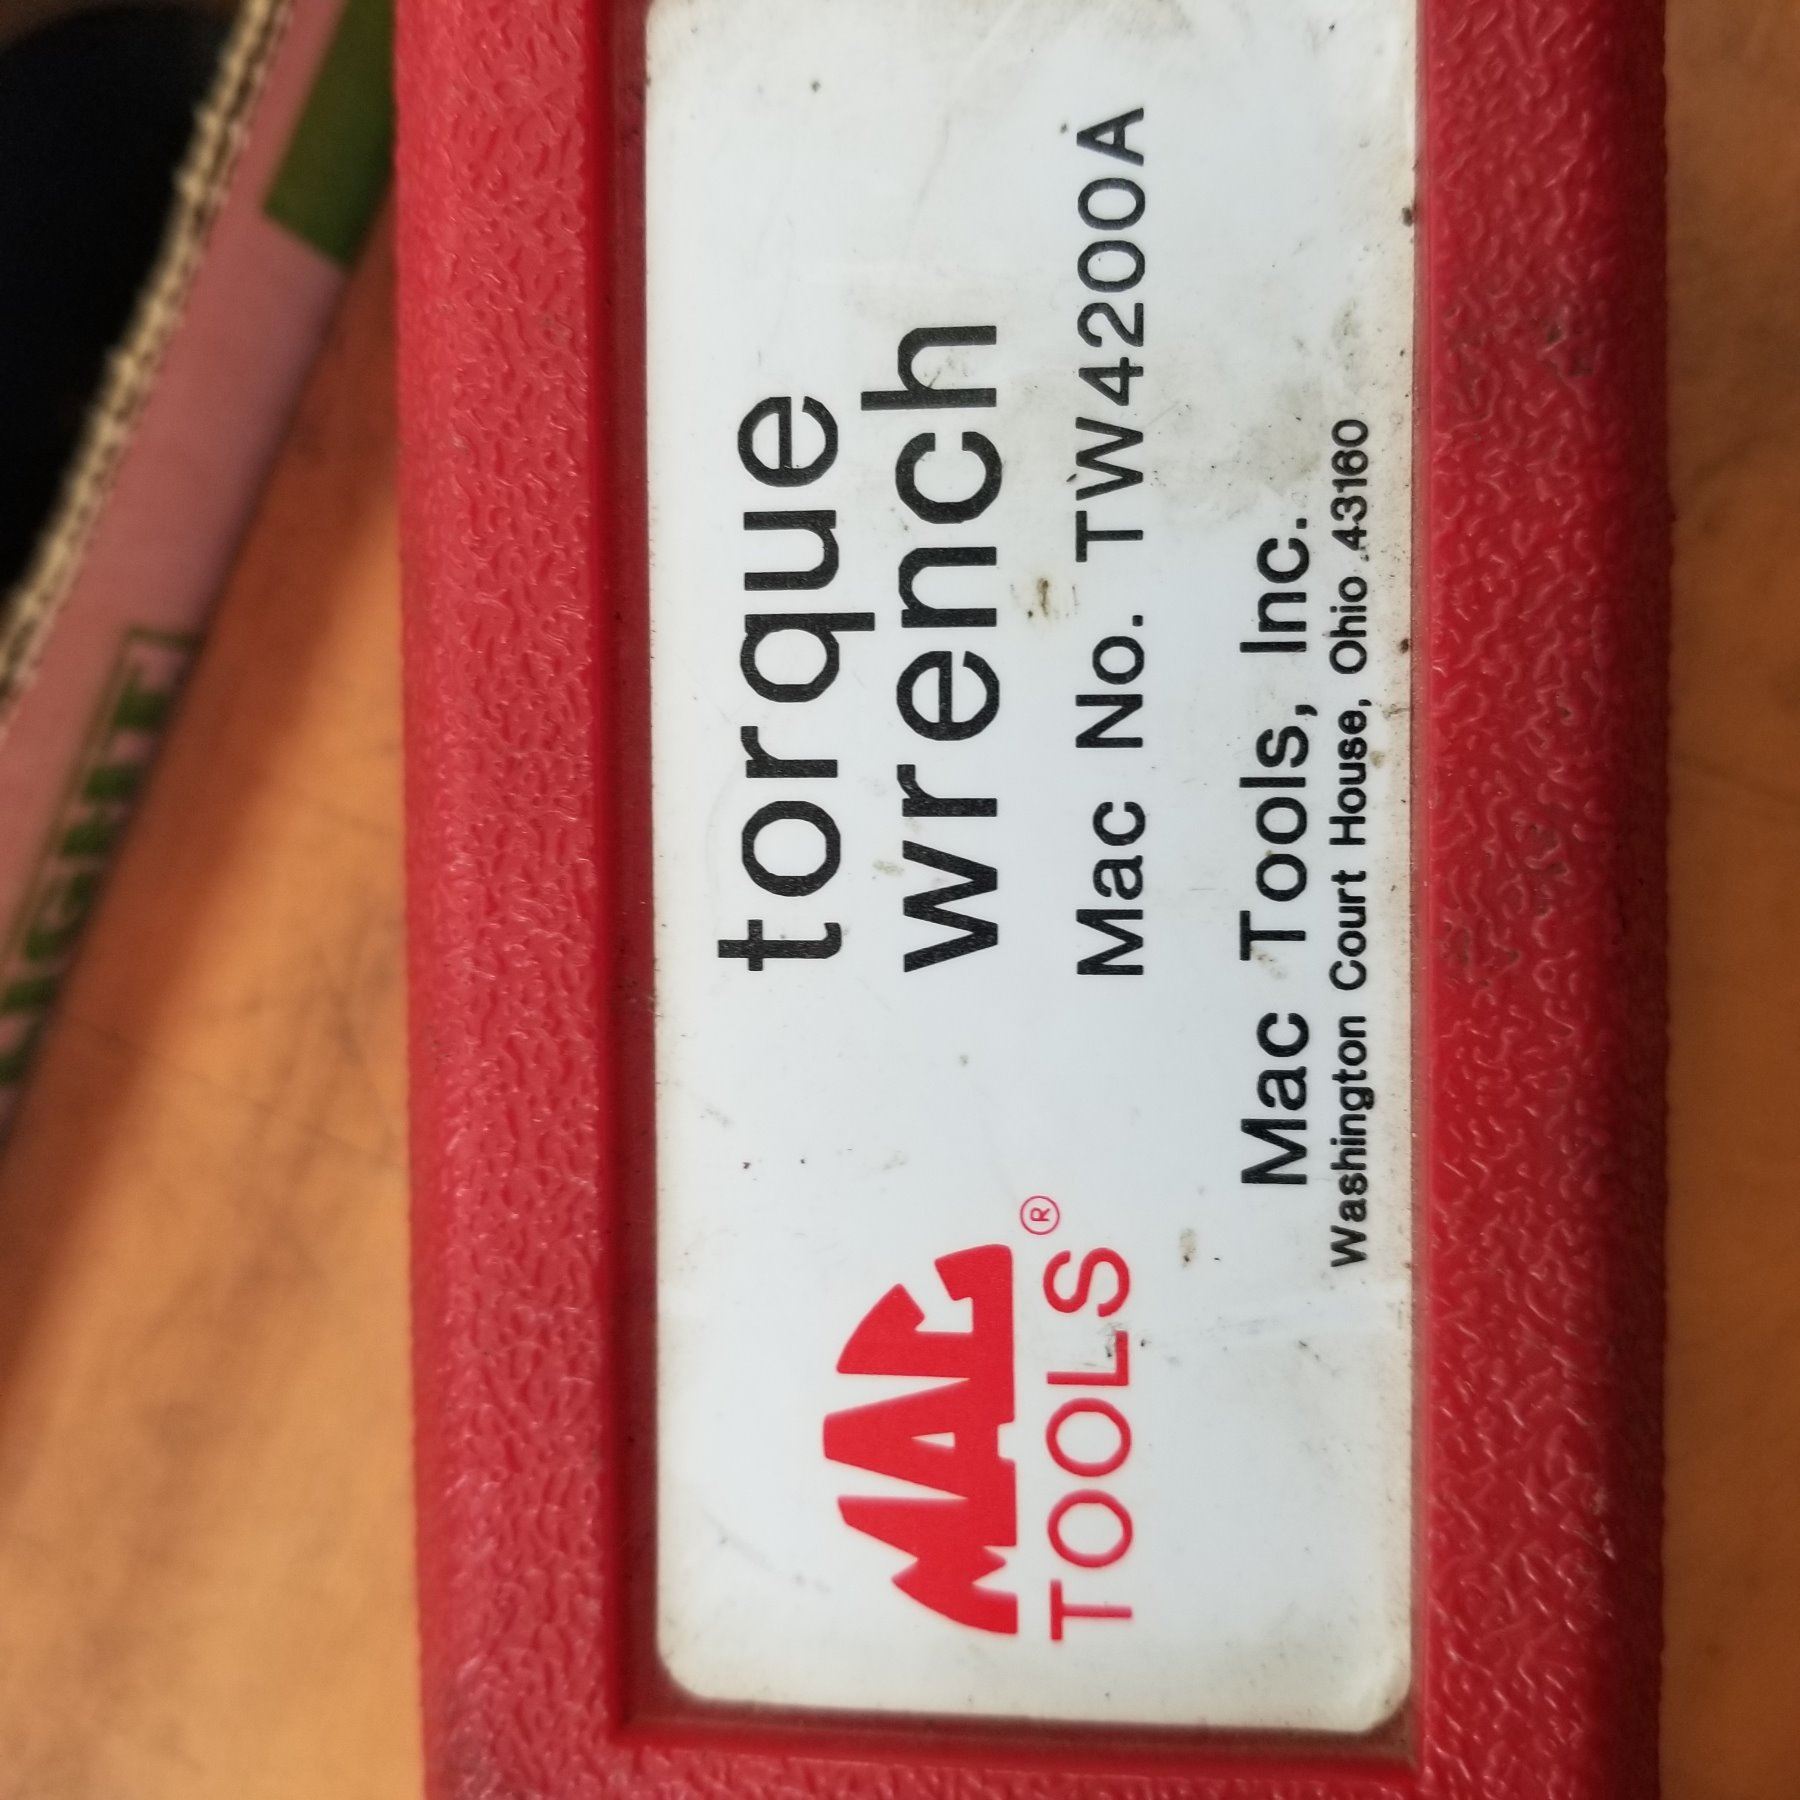 MAC
TOOLS®
torque
wrench
Mac No. TW4200A
Mac Tools, Inc.
Washington Court House, Ohio 43160